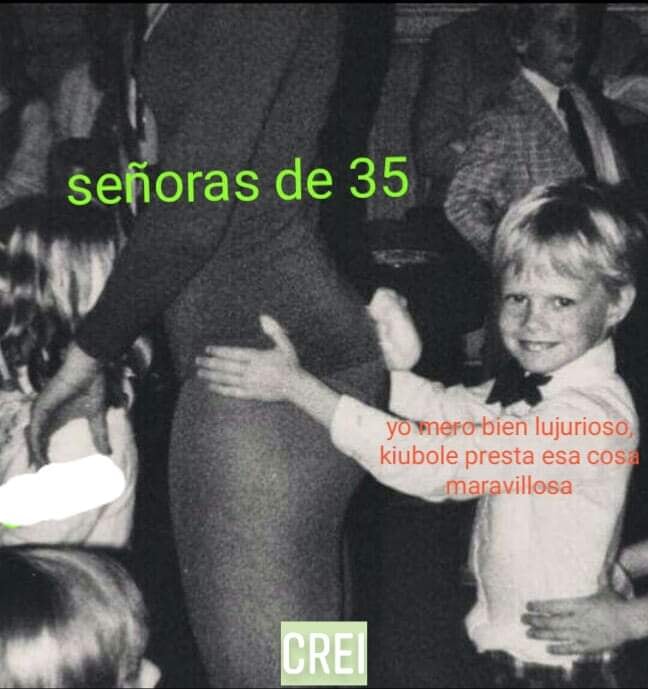 señoras de 35
yo mero bien lujurioso,
kiubole presta esa cosa
maravillosa
CREI